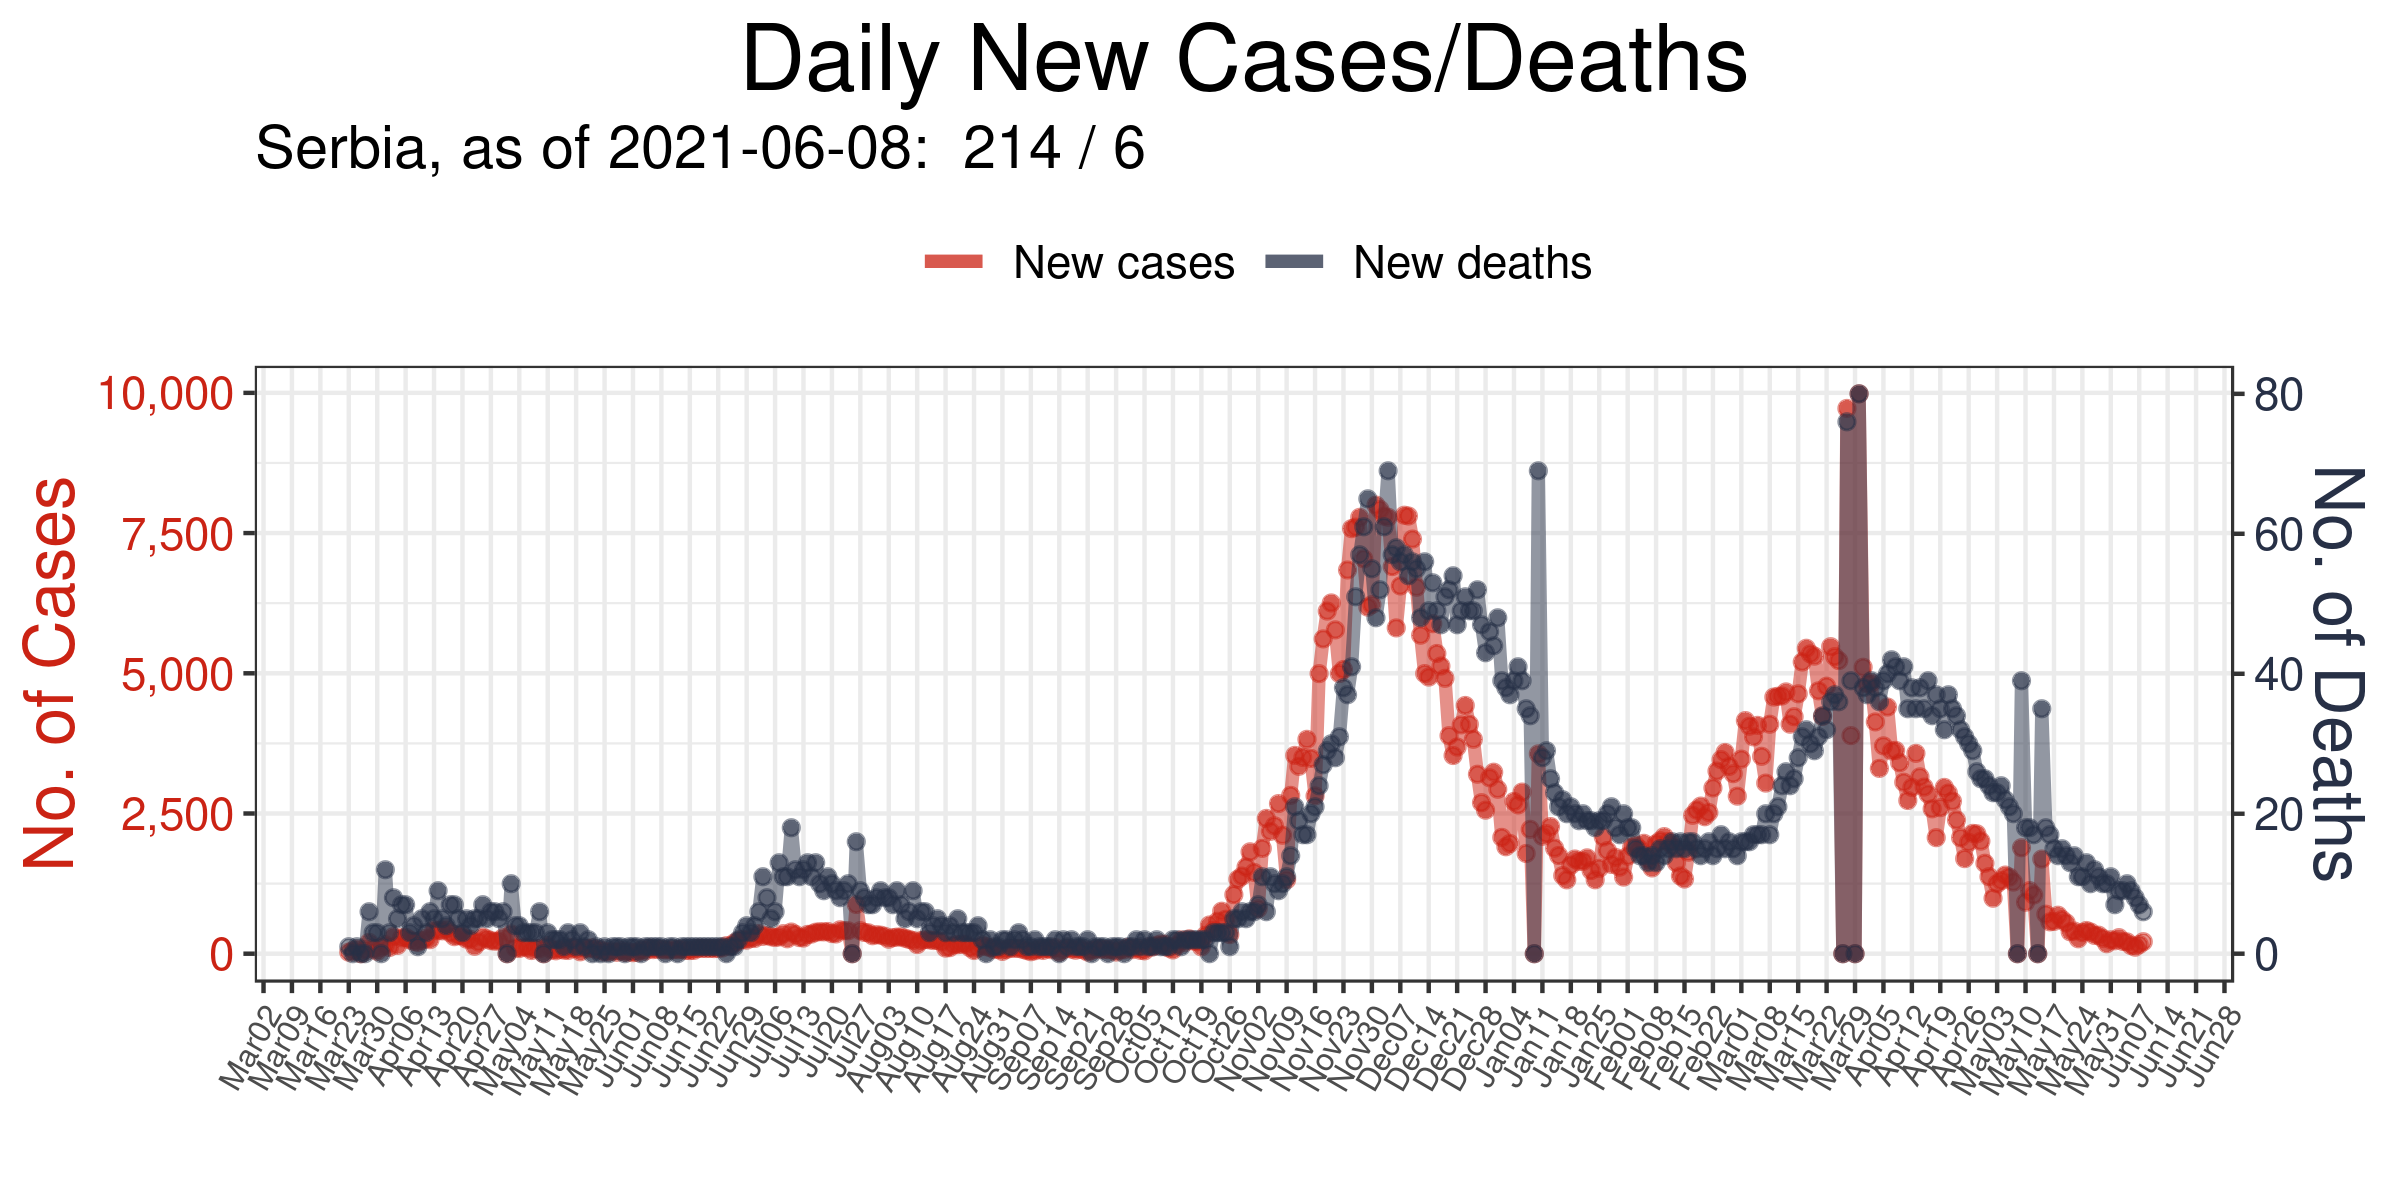 Daily New Cases/Deaths
Serbia, as of 2021-06-08:  214 / 6
New cases New deaths
No. of Cases
10,000
7,500
5,000
2,500
0
80
60
40
20
0
No. of Deaths
Mar02 Mar09 Mar16 Mar23 Mar30 Apr06 Apr13 Apr20 Apr27 May04 May11 May18 May25 Jun01 Jun08 Jun15 Jun22 Jun29 Jul06 Jul13 Jul20 Jul27 Aug03 Aug10 Aug17 Aug24 Aug31 Sep07 Sep14 Sep21 Sep28 Oct05 Oct12 Oct19 Oct26 Nov02 Nov09 Nov16 Nov23 Nov30 Dec07 Dec14 Dec21 Dec28 Jan04 Jan11 Jan18 Jan25 Feb01 Feb08 Feb15 Feb22 Mar01 Mar08 Mar15 Mar22 Mar29 Apr05 Apr12 Apr19 Apr26 May03 May10 May17 May24 May31 Jun07 Jun14 Jun21 Jun28